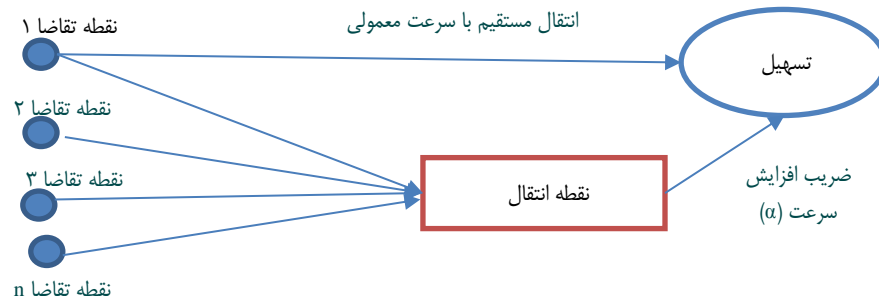 انتقال مستقیم با سرعت معمولی
نقطه تقاضا ۱
تسهیل
نقطه تقاضا ۲
نقطه تقاضا ۳
نقطه انتقال
ضریب افزایش
سرعت (α)
نقطه تقاضا n